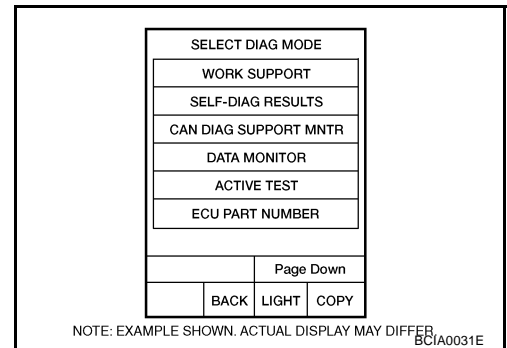 SELECT DIAG MODE
WORK SUPPORT
SELF-DIAG RESULTS
CAN DIAG SUPPORT MNTR
DATA MONITOR
ACTIVE TEST
ECU PART NUMBER
Page Down
BACK LIGHT COPY
NOTE: EXAMPLE SHOWN. ACTUAL DISPLAY MAY DIFFER.
BCIA0031E